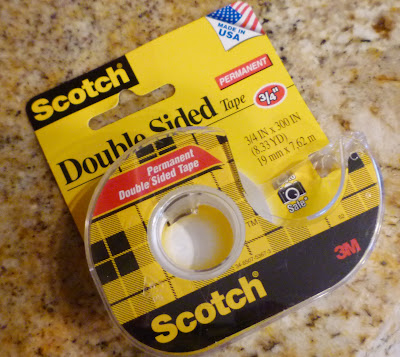 MADE IN
USA
Scotch
PERMANENT
Double Sided Tape
3/4"
3/4 IN x 300 IN
(8.33 YD)
19 mm x 7.62 m
Permanent
Double Sided Tape
Safe
TM
3M
Scotch